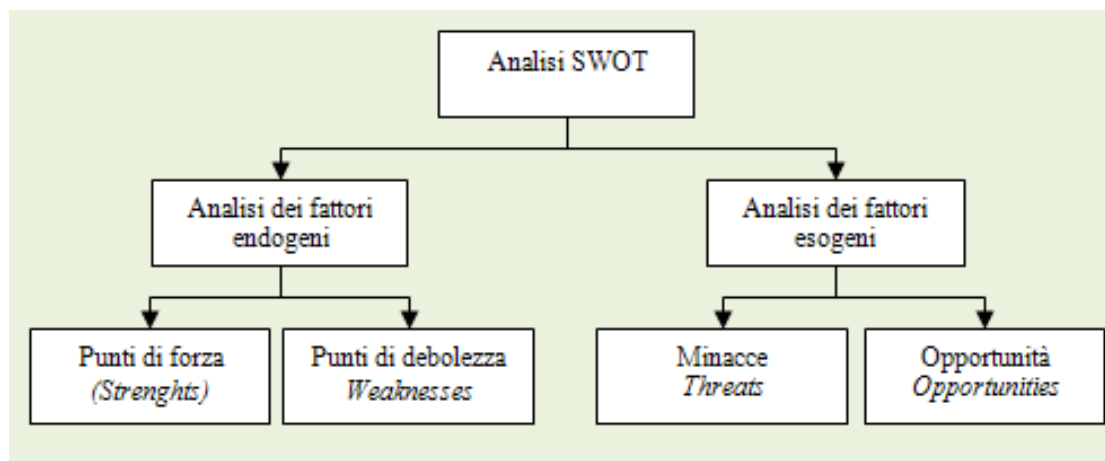 Analisi SWOT
Analisi dei fattori
endogeni
Analisi dei fattori
esogeni
Punti di forza
(Strenghts)
Punti di debolezza
Weaknesses
Minacce
Threats
Opportunità
Opportunities